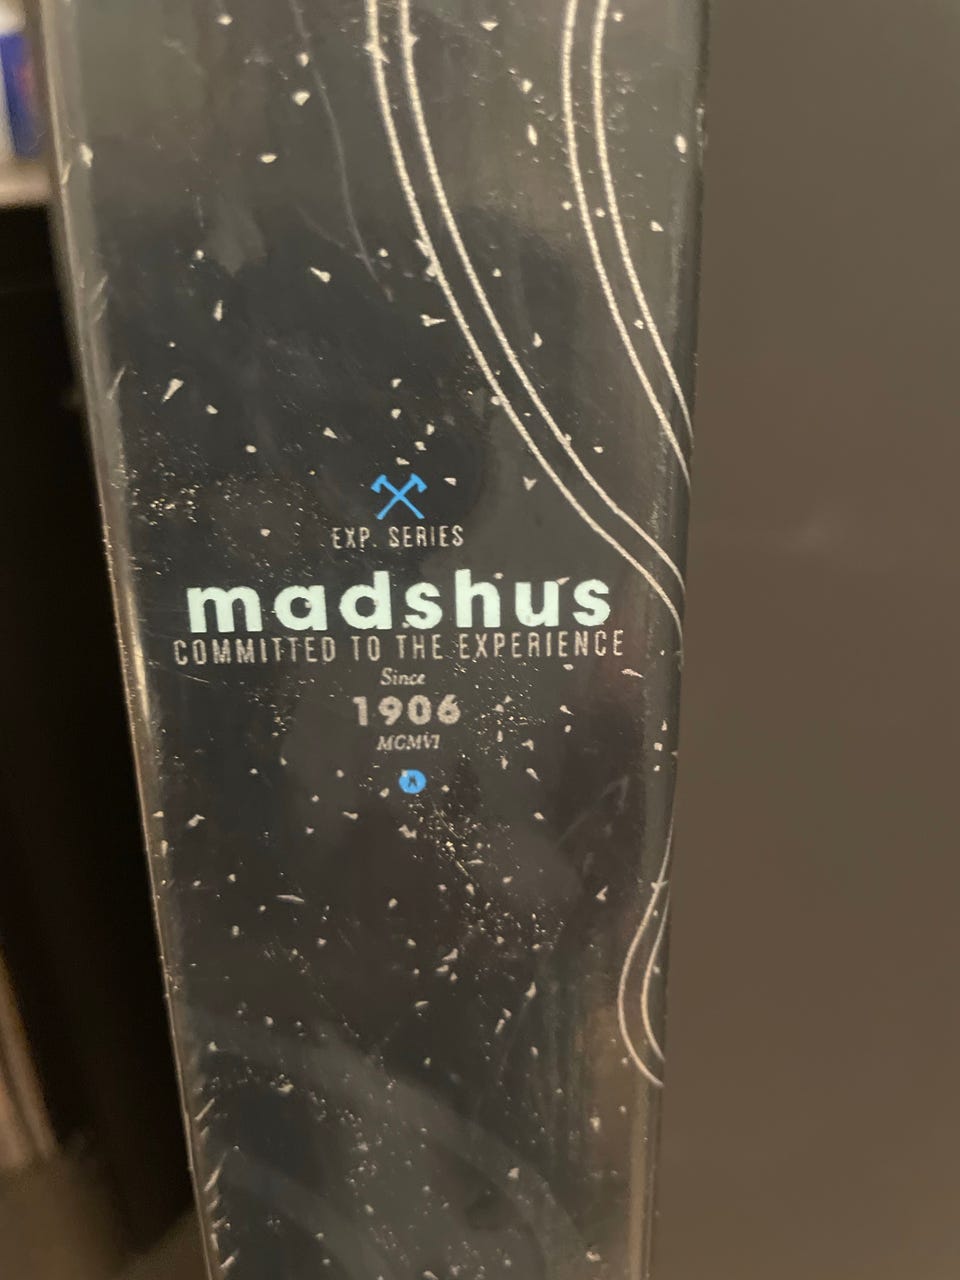 EXP. SERIES
madshus
COMMITTED TO THE EXPERIENCE
Since
1906
MCMVI
M